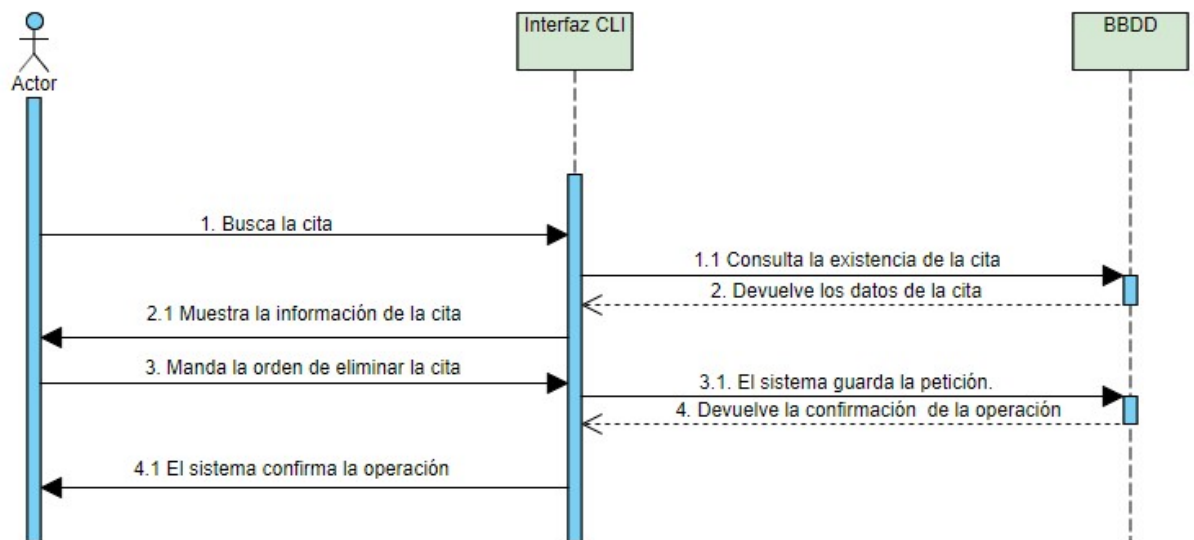 Interfaz CLI
BBDD
Actor
1. Busca la cita
1.1 Consulta la existencia de la cita
2. Devuelve los datos de la cita
2.1 Muestra la información de la cita
3. Manda la orden de eliminar la cita
3.1. El sistema guarda la petición.
4. Devuelve la confirmación de la operación
4.1 El sistema confirma la operación